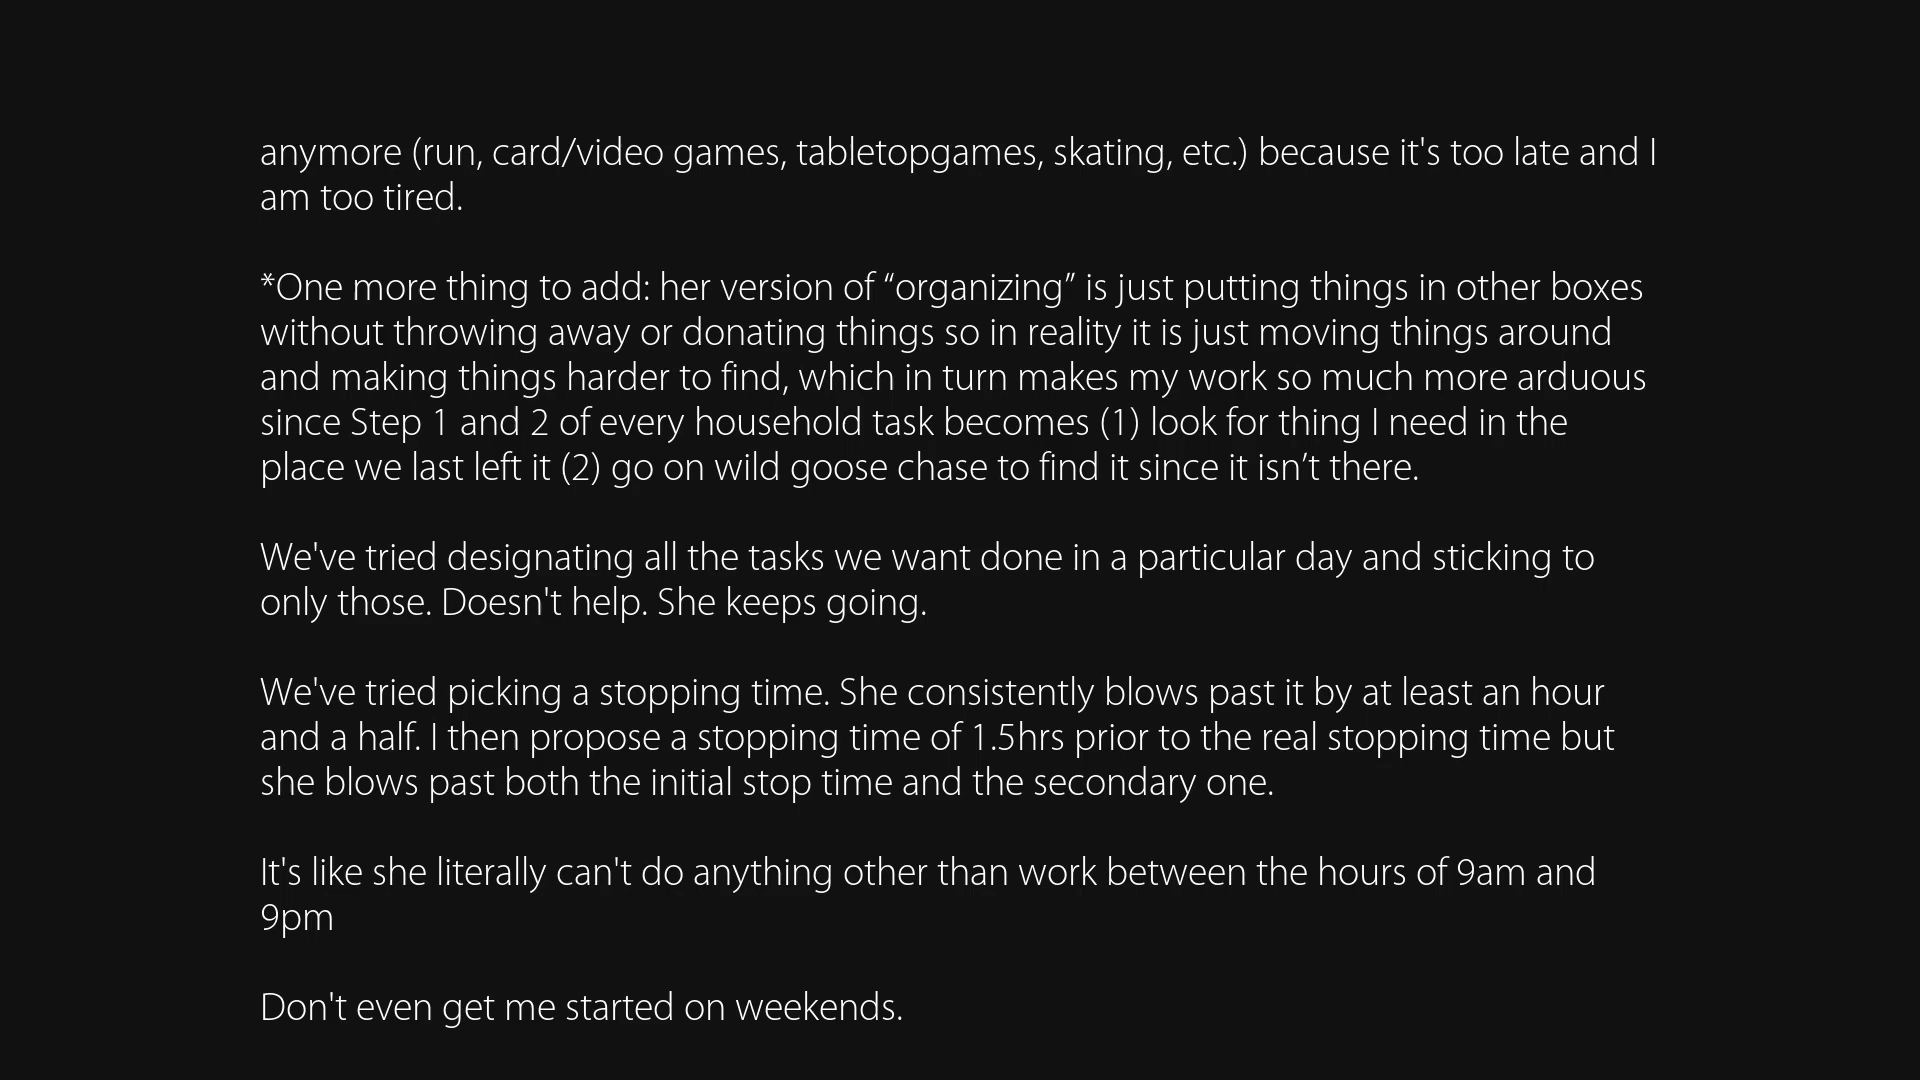 anymore (run, card/video games, tabletopgames, skating, etc.) because it's too late and I
am too tired.
*One more thing to add: her version of “organizing” is just putting things in other boxes
without throwing away or donating things so in reality it is just moving things around
and making things harder to find, which in turn makes my work so much more arduous
since Step 1 and 2 of every household task becomes (1) look for thing I need in the
place we last left it (2) go on wild goose chase to find it since it isn’t there.
We've tried designating all the tasks we want done in a particular day and sticking to
only those. Doesn't help. She keeps going.
We've tried picking a stopping time. She consistently blows past it by at least an hour
and a half. I then propose a stopping time of 1.5hrs prior to the real stopping time but
she blows past both the initial stop time and the secondary one.
It's like she literally can't do anything other than work between the hours of 9am and
9pm
Don't even get me started on weekends.